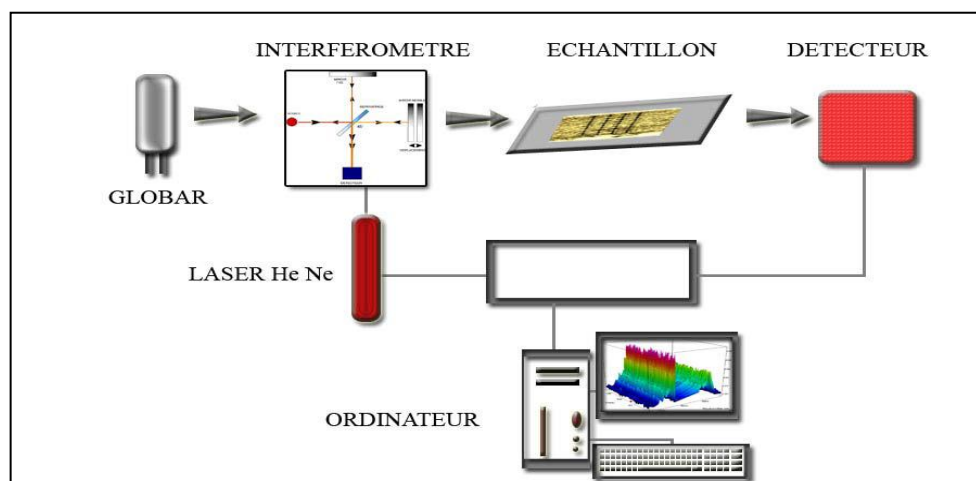 INTERFEROMETRE
ECHANTILLON
DETECTEUR
GLOBAR
LASER He Ne
ORDINATEUR